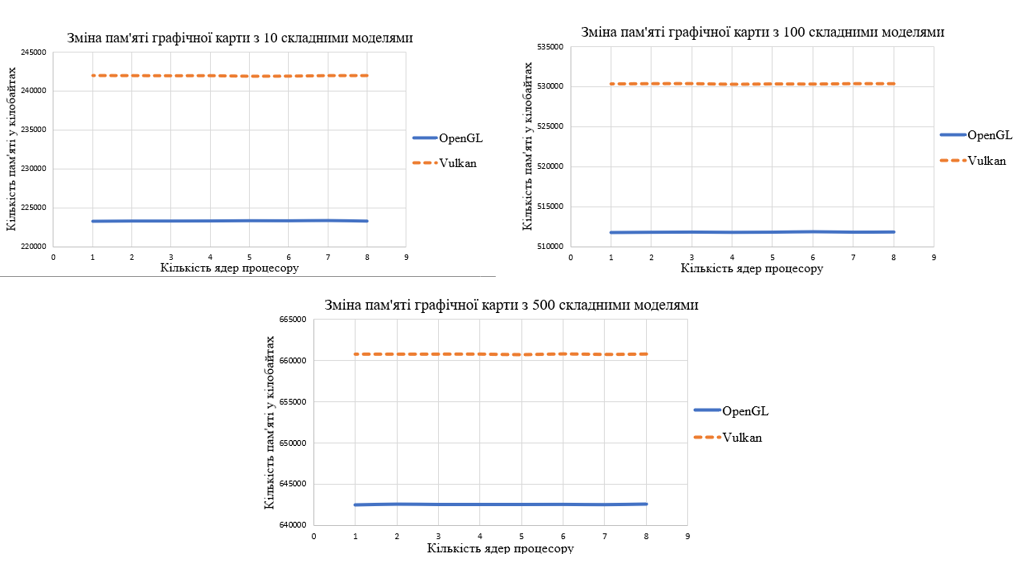 Зміна пам'яті графічної карти з 10 складними моделями
Кількість пам'яті у кілобайтах
245000
240000
235000
230000
225000
220000
0 1 2 3 4 5 6 7 8 9
Кількість ядер процесору
OpenGL
Vulkan
Зміна пам'яті графічної карти з 100 складними моделями
Кількість пам'яті у кілобайтах
535000
530000
525000
520000
515000
510000
0 1 2 3 4 5 6 7 8 9
Кількість ядер процесору
OpenGL
Vulkan
Зміна пам'яті графічної карти з 500 складними моделями
Кількість пам'яті у кілобайтах
665000
660000
655000
650000
645000
640000
0 1 2 3 4 5 6 7 8 9
Кількість ядер процесору
OpenGL
Vulkan